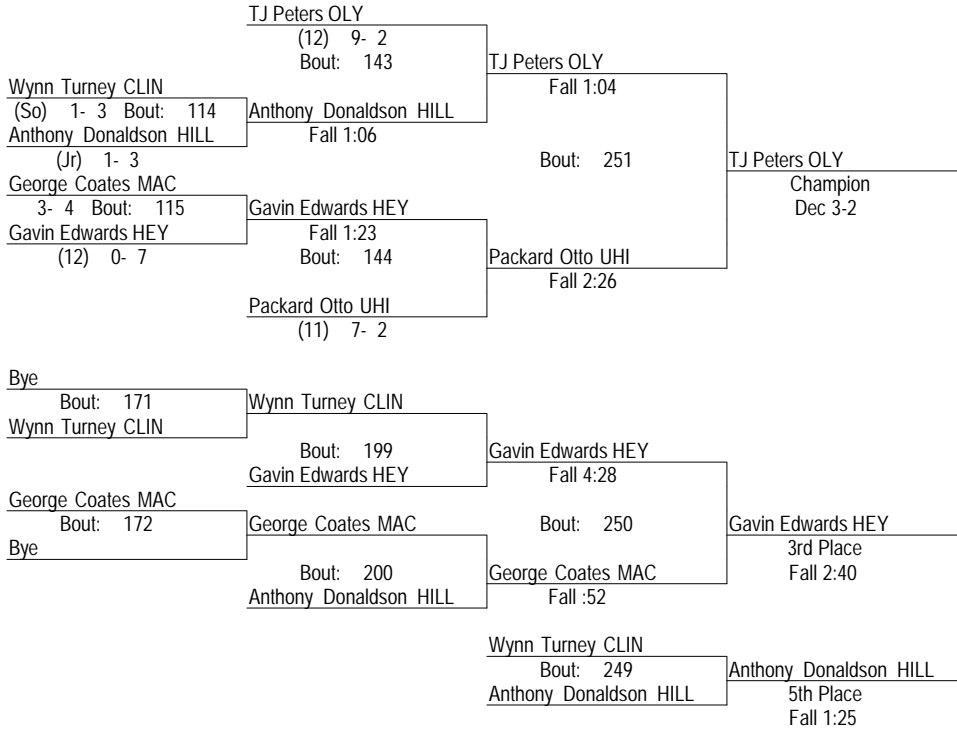 TJ Peters OLY
(12) 9- 2
Bout: 143
TJ Peters OLY
Fall 1:04
Wynn Turney CLIN
(So) 1- 3 Bout: 114
Anthony Donaldson HILL
Fall 1:06
Anthony Donaldson HILL
(Jr) 1- 3
Bout: 251
TJ Peters OLY
Champion
Dec 3-2
George Coates MAC
3- 4 Bout: 115
Gavin Edwards HEY
Fall 1:23
Gavin Edwards HEY
(12) 0- 7
Bout: 144
Packard Otto UHI
Fall 2:26
Packard Otto UHI
(11) 7- 2
Bye
Bout: 171
Wynn Turney CLIN
Wynn Turney CLIN
Bout: 199
Gavin Edwards HEY
Gavin Edwards HEY
Fall 4:28
George Coates MAC
Bout: 172
Bye
George Coates MAC
Bout: 250
Gavin Edwards HEY
3rd Place
Fall 2:40
Bout: 200
Anthony Donaldson HILL
George Coates MAC
Fall :52
Wynn Turney CLIN
Bout: 249
Anthony Donaldson HILL
Anthony Donaldson HILL
5th Place
Fall 1:25